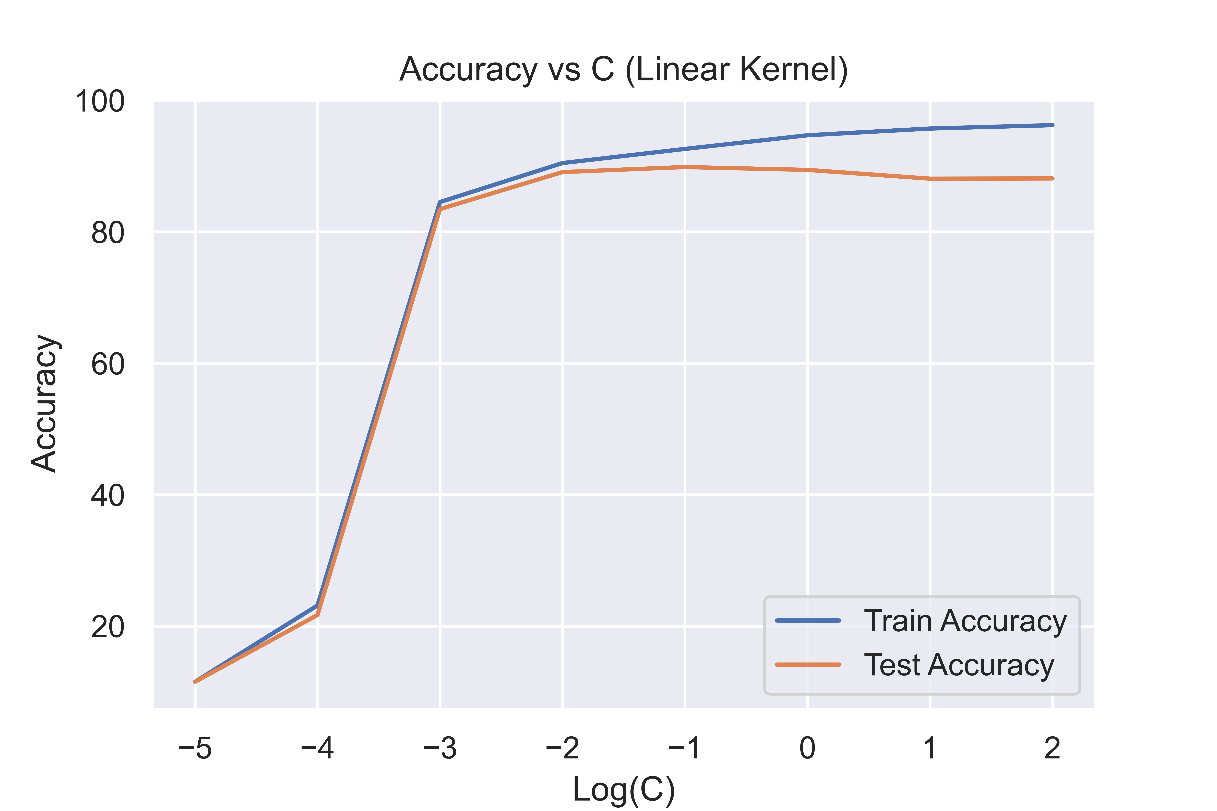 Accuracy vs C (Linear Kernel)
100
80
60
40
20
Accuracy
Train Accuracy
Test Accuracy
−5 −4 −3 −2 −1 0 1 2
Log(C)